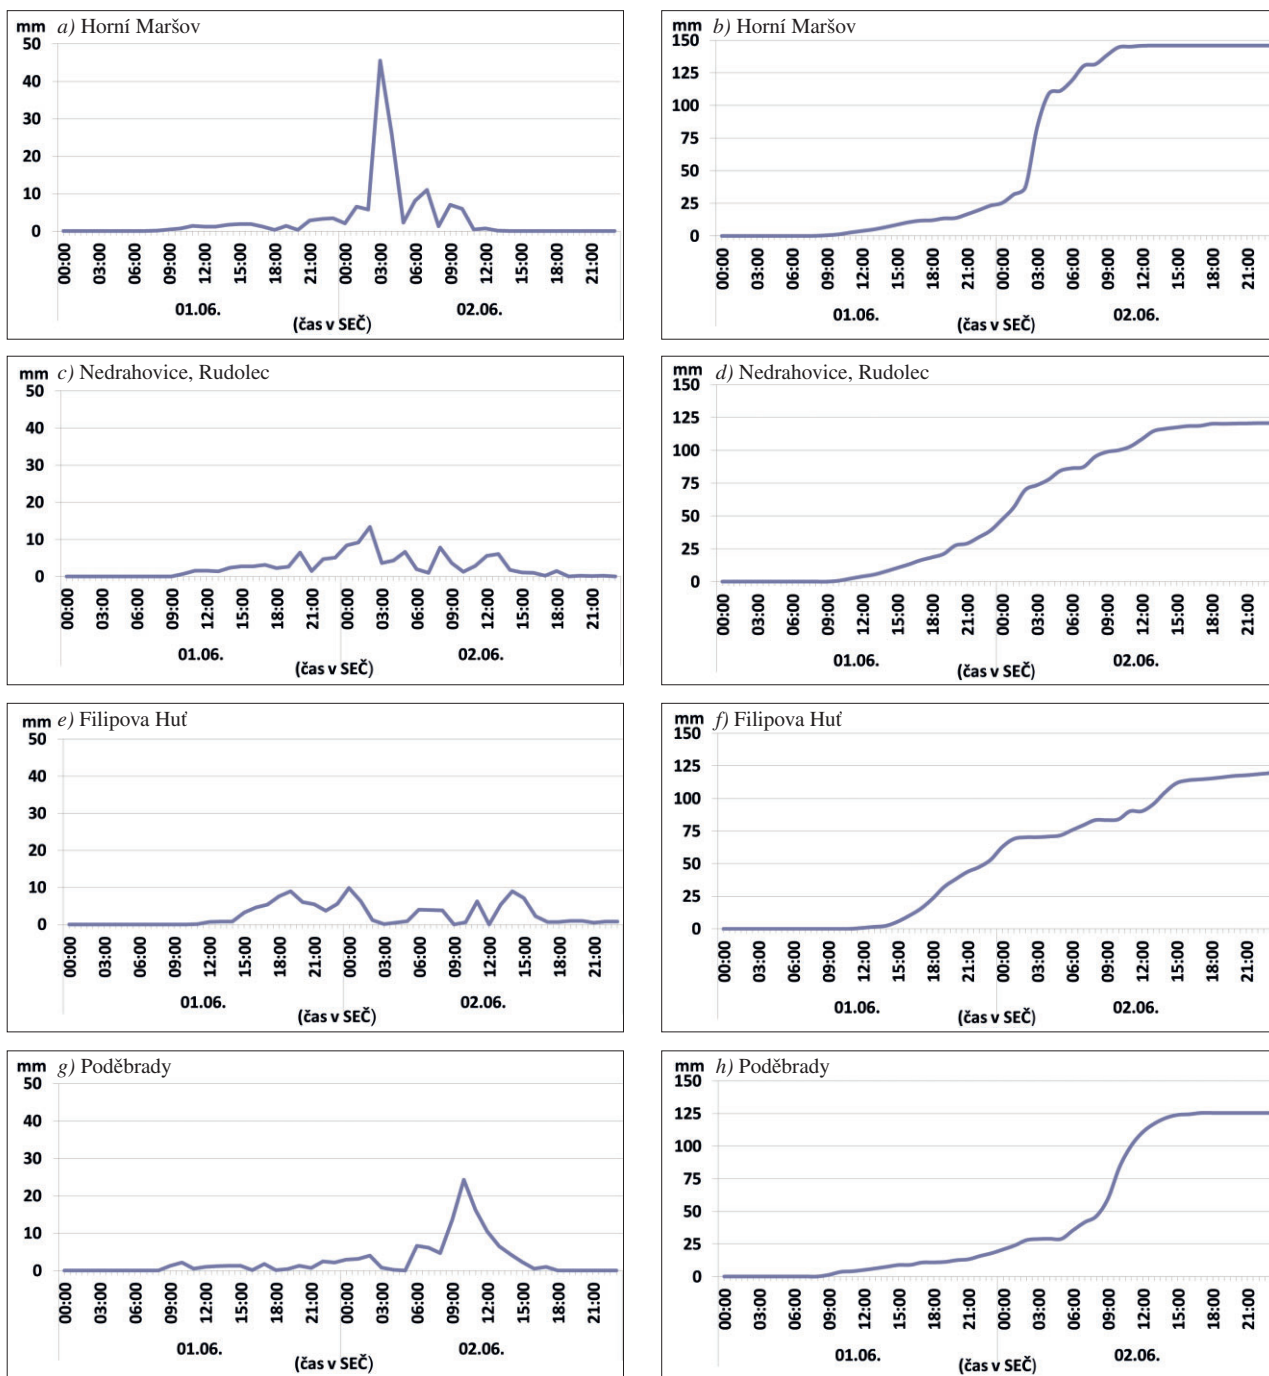 mm a) Horní Maršov
50
40
30
20
10
0
00:00 03:00 06:00 09:00 12:00 15:00 18:00 21:00 00:00 03:00 06:00 09:00 12:00 15:00 18:00 21:00
01.06. 02.06.
(čas v SEČ)
mm b) Horní Maršov
150
125
100
75
50
25
0
00:00 03:00 06:00 09:00 12:00 15:00 18:00 21:00 00:00 03:00 06:00 09:00 12:00 15:00 18:00 21:00
01.06. 02.06.
(čas v SEČ)
mm c) Nedrahovice, Rudolec
50
40
30
20
10
0
00:00 03:00 06:00 09:00 12:00 15:00 18:00 21:00 00:00 03:00 06:00 09:00 12:00 15:00 18:00 21:00
01.06. 02.06.
(čas v SEČ)
mm d) Nedrahovice, Rudolec
150
125
100
75
50
25
0
00:00 03:00 06:00 09:00 12:00 15:00 18:00 21:00 00:00 03:00 06:00 09:00 12:00 15:00 18:00 21:00
01.06. 02.06.
(čas v SEČ)
mm e) Filipova Huť
50
40
30
20
10
0
00:00 03:00 06:00 09:00 12:00 15:00 18:00 21:00 00:00 03:00 06:00 09:00 12:00 15:00 18:00 21:00
01.06. 02.06.
(čas v SEČ)
mm f) Filipova Huť
150
125
100
75
50
25
0
00:00 03:00 06:00 09:00 12:00 15:00 18:00 21:00 00:00 03:00 06:00 09:00 12:00 15:00 18:00 21:00
01.06. 02.06.
(čas v SEČ)
mm g) Poděbrady
50
40
30
20
10
0
00:00 03:00 06:00 09:00 12:00 15:00 18:00 21:00 00:00 03:00 06:00 09:00 12:00 15:00 18:00 21:00
01.06. 02.06.
(čas v SEČ)
mm h) Poděbrady
150
125
100
75
50
25
0
00:00 03:00 06:00 09:00 12:00 15:00 18:00 21:00 00:00 03:00 06:00 09:00 12:00 15:00 18:00 21:00
01.06. 02.06.
(čas v SEČ)